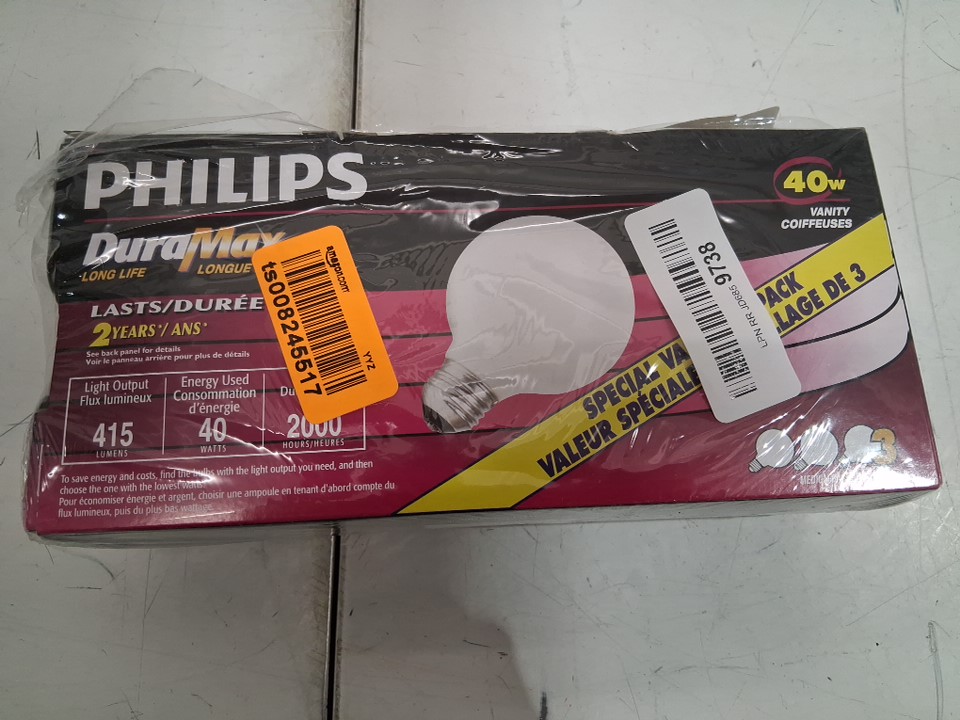 PHILIPS
DuraMax
LONG LIFE
LONGUE
LASTS/DURÉE
2 YEARS*/ANS*
See back panel for details
Voir le panneau arrière pour plus de détails
Light Output
Flux lumineux
415
LUMENS
Energy Used
Consommation
d'énergie
40
WATTS
Du
2000
HOURS/HEURES
To save energy and costs, find the bulbs with the light output you need, and then
choose the one with the lowest watts.
Pour économiser énergie et argent, choisir une ampoule en tenant d'abord compte du
flux lumineux, puis du plus bas wattage.
amazon.com
ts008245517
YYZ
LPN RR JD685 9738
40W
VANITY
COIFFEUSES
SPECIAL VA PACK
VALEUR SPÉCIALE LAGE DE 3
3